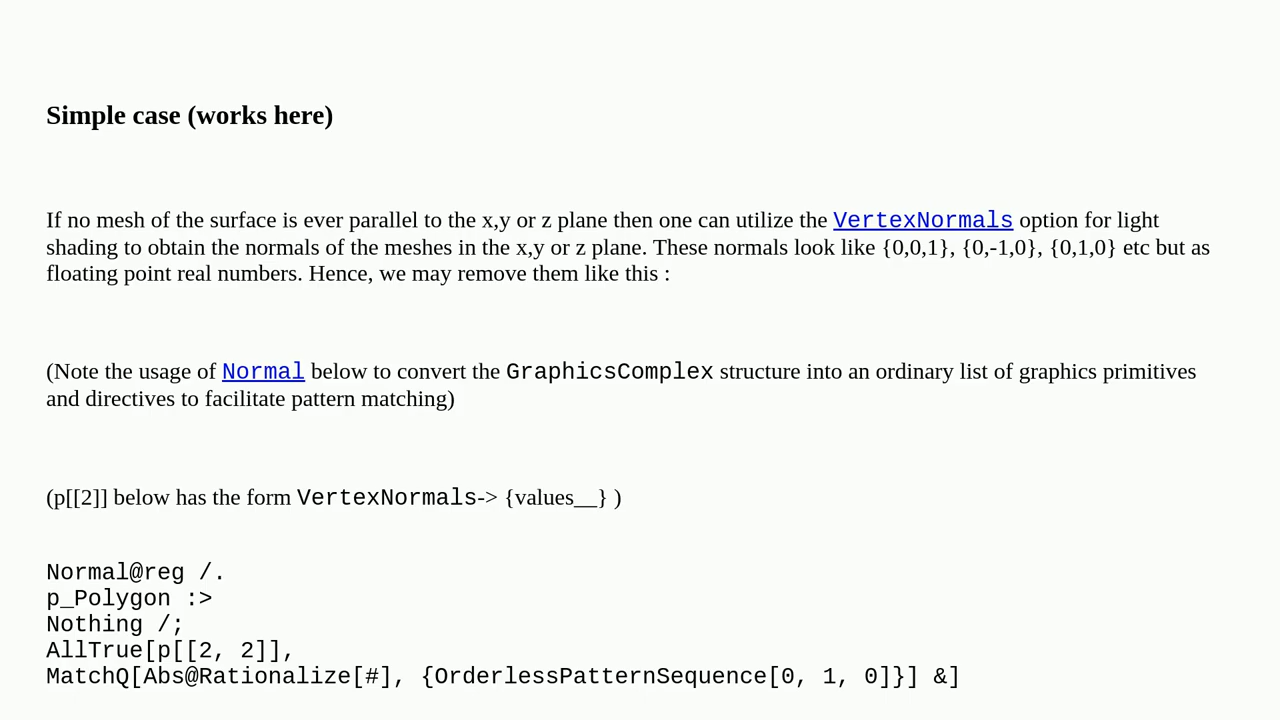 Simple case (works here)
If no mesh of the surface is ever parallel to the x,y or z plane then one can utilize the VertexNormals option for light
shading to obtain the normals of the meshes in the x,y or z plane. These normals look like {0,0,1}, {0,-1,0}, {0,1,0} etc but as
floating point real numbers. Hence, we may remove them like this :
(Note the usage of Normal below to convert the GraphicsComplex structure into an ordinary list of graphics primitives
and directives to facilitate pattern matching)
(p[[2]] below has the form VertexNormals-> {values__} )
Normal@reg /.
p_Polygon :>
Nothing /;
AllTrue[p[[2, 2]],
MatchQ[Abs@Rationalize[#], {OrderlessPatternSequence[0, 1, 0]}] &]